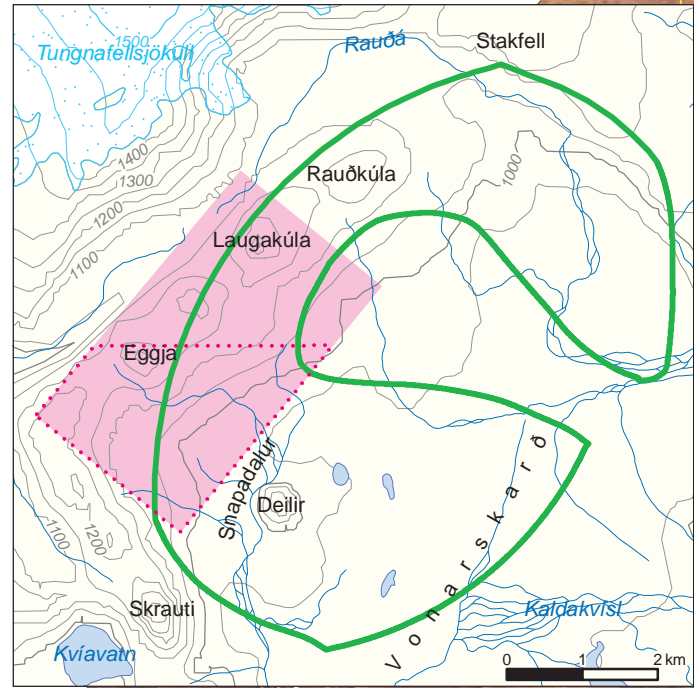 Stakfell
Rauðá
Tungnafellsjökull
1500
1400
1300
1200
1100
1000
Rauðkúla
Laugakúla
Eggja
Snapadalur
Deilir
Vonarskarð
1100
1200
Skrauti
Kvíavatn
Kaldakvísl
0 1 2 km